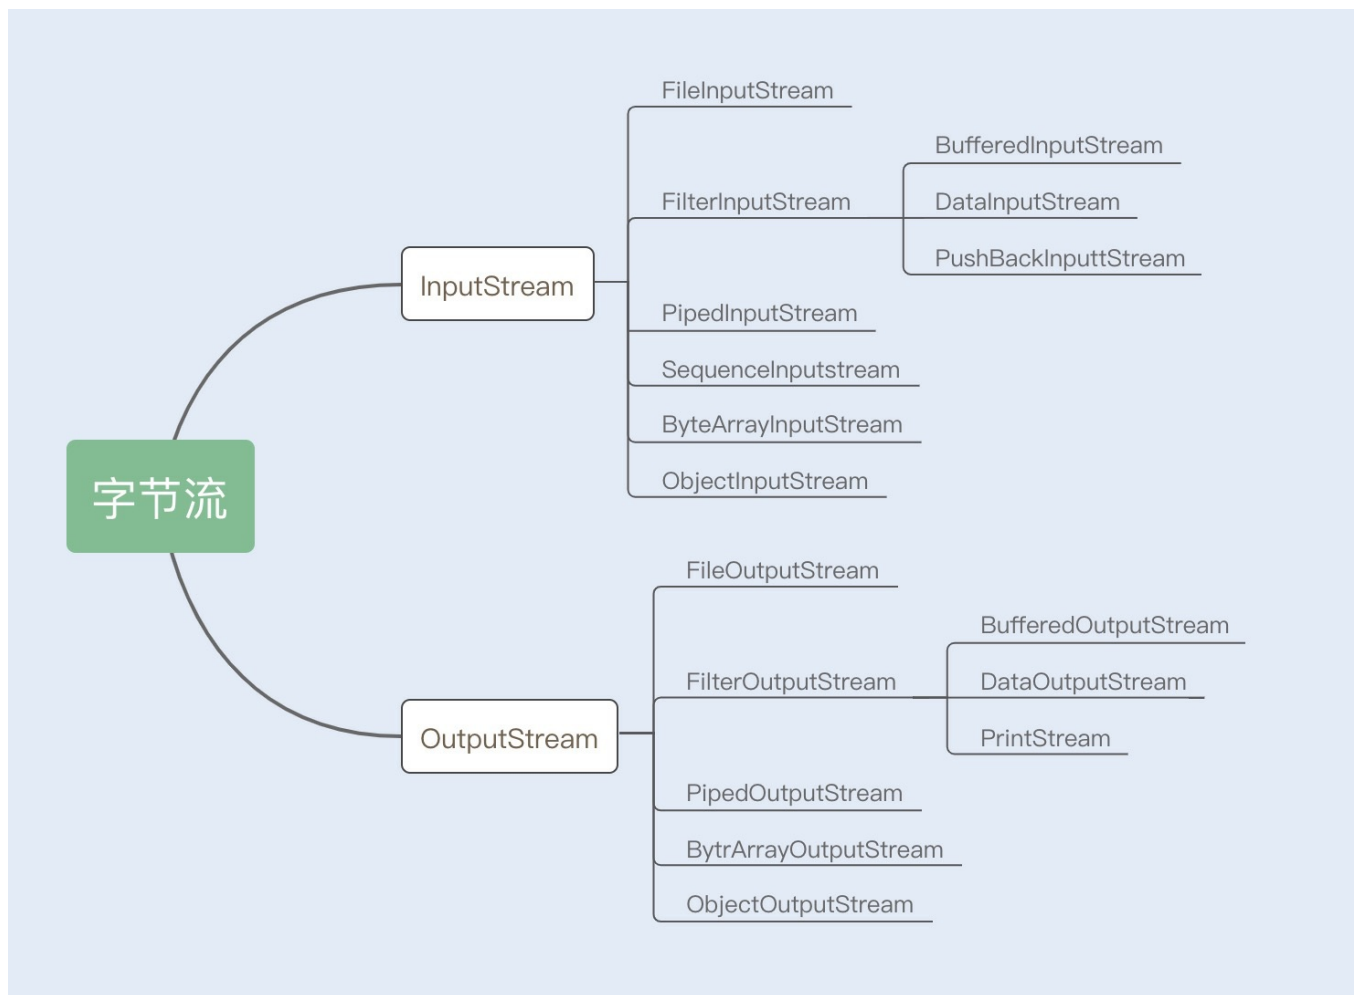 字节流
InputStream
FileInputStream
FilterInputStream
BufferedInputStream
DataInputStream
PushBackInputtStream
PipedInputStream
SequenceInputstream
ByteArrayInputStream
ObjectInputStream
OutputStream
FileOutputStream
FilterOutputStream
BufferedOutputStream
DataOutputStream
PrintStream
PipedOutputStream
BytrArrayOutputStream
ObjectOutputStream